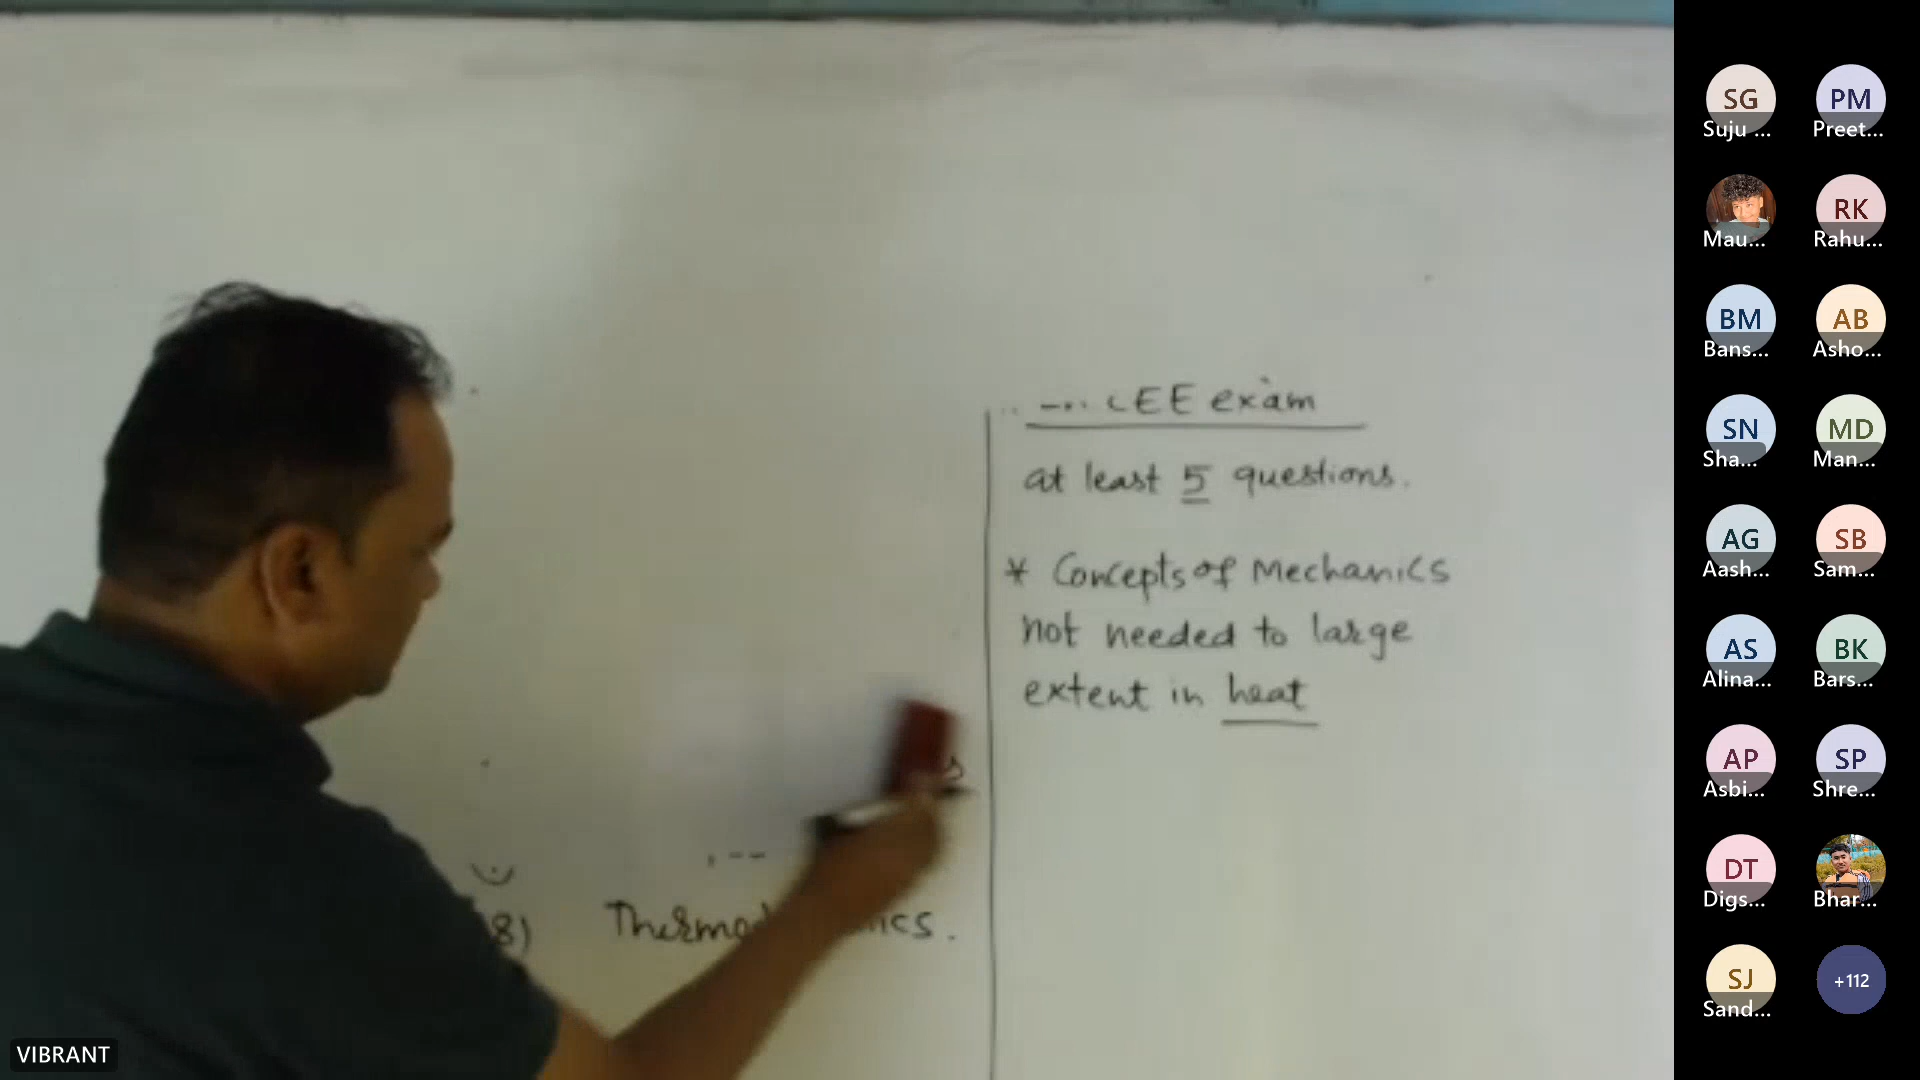 8)
Thermo
ics.
CEE exam
at least 5 questions.
* Concepts of Mechanics
not needed to large
extent in heat
VIBRANT
SG
Suju ...
PM
Preet...
Mau...
RK
Rahu...
BM
Bans...
AB
Asho...
SN
Sha...
MD
Man...
AG
Aash...
SB
Sam...
AS
Alina...
BK
Bars...
AP
Asbi...
SP
Shre...
DT
Digs...
Bhar...
SJ
Sand...
+112